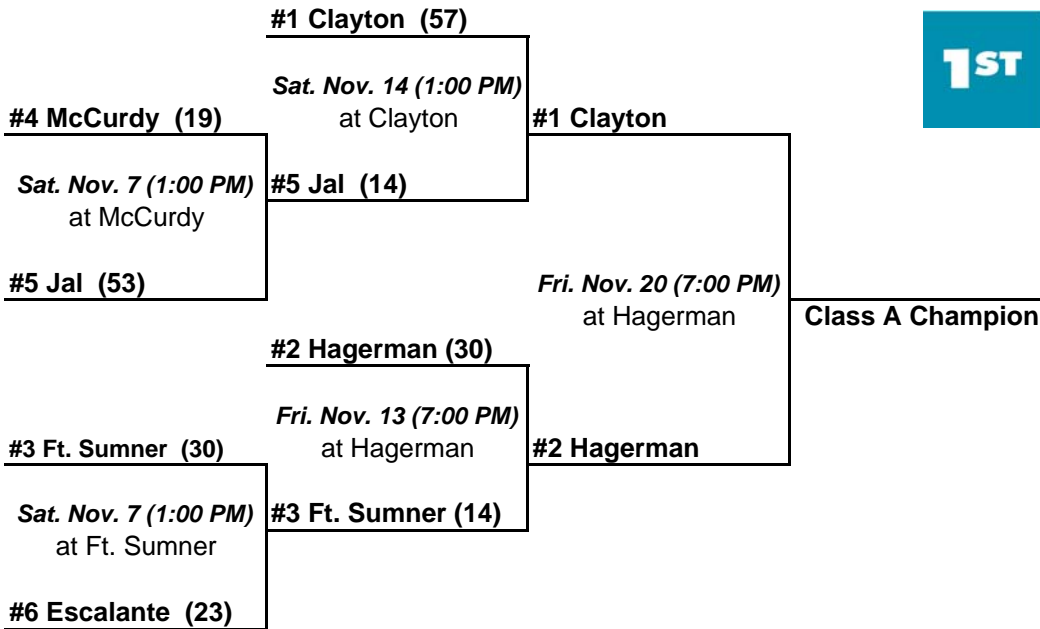 #1 Clayton (57)
1ST
Sat. Nov. 14 (1:00 PM)
#4 McCurdy (19)
at Clayton
#1 Clayton
Sat. Nov. 7 (1:00 PM)
#5 Jal (14)
at McCurdy
#5 Jal (53)
Fri. Nov. 20 (7:00 PM)
at Hagerman
Class A Champion
#2 Hagerman (30)
Fri. Nov. 13 (7:00 PM)
#3 Ft. Sumner (30)
at Hagerman
#2 Hagerman
Sat. Nov. 7 (1:00 PM)
#3 Ft. Sumner (14)
at Ft. Sumner
#6 Escalante (23)